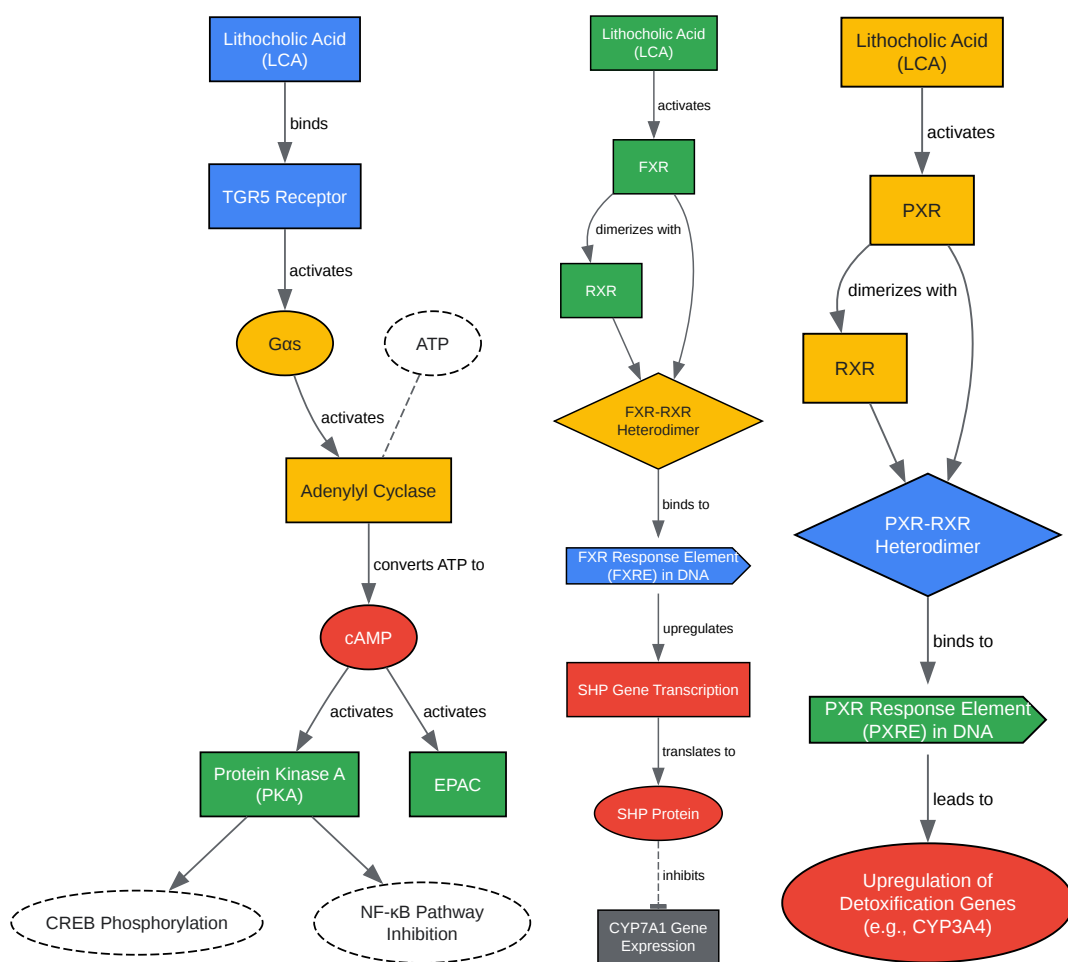 Lithocholic Acid
(LCA)
binds
TGR5 Receptor
activates
Gαs
ATP
activates
Adenylyl Cyclase
converts ATP to
cAMP
activates
activates
Protein Kinase A
(PKA)
EPAC
CREB Phosphorylation
NF-κB Pathway
Inhibition
Lithocholic Acid
(LCA)
activates
FXR
dimerizes with
RXR
FXR-RXR
Heterodimer
binds to
FXR Response Element
(FXRE) in DNA
upregulates
SHP Gene Transcription
translates to
SHP Protein
inhibits
CYP7A1 Gene
Expression
Lithocholic Acid
(LCA)
activates
PXR
dimerizes with
RXR
PXR-RXR
Heterodimer
binds to
PXR Response Element
(PXRE) in DNA
leads to
Upregulation of
Detoxification Genes
(e.g., CYP3A4)